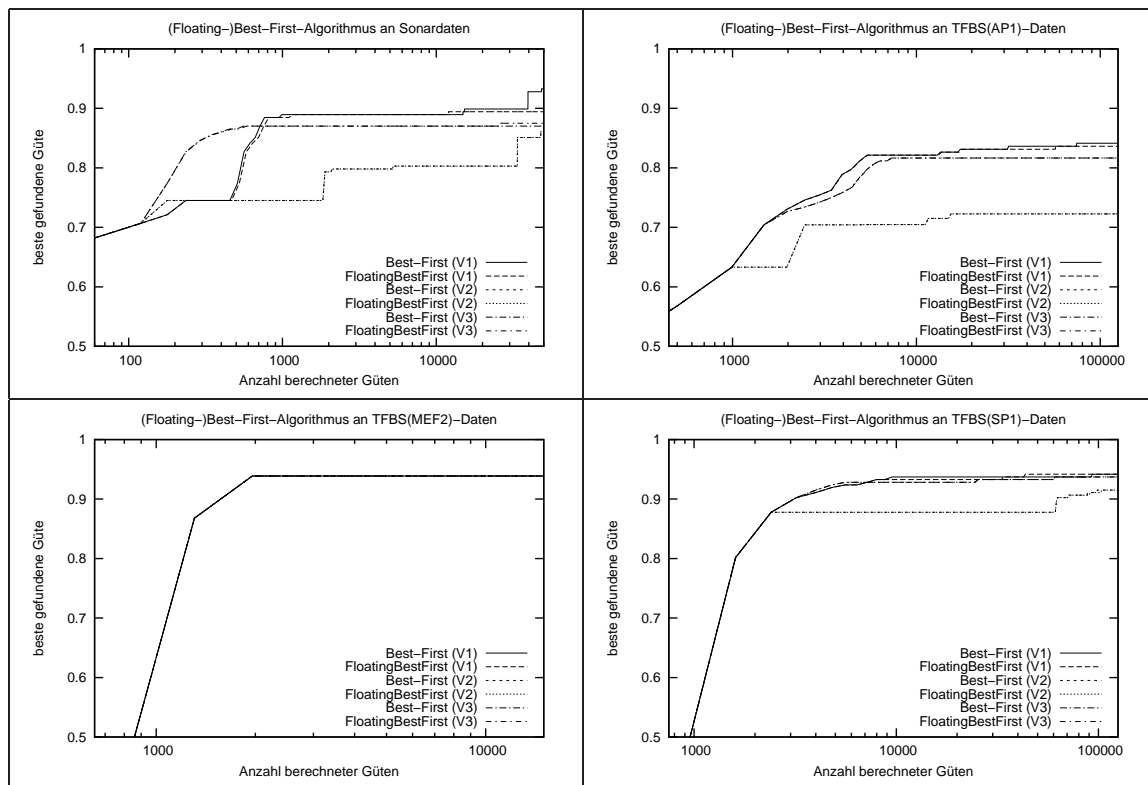 (Floating−)Best−First−Algorithmus an Sonardaten
beste gefundene Güte
1
0.9
0.8
0.7
0.6
0.5
Best−First (V1)
FloatingBestFirst (V1)
Best−First (V2)
FloatingBestFirst (V2)
Best−First (V3)
FloatingBestFirst (V3)
100 1000 10000
Anzahl berechneter Güten
(Floating−)Best−First−Algorithmus an TFBS(AP1)−Daten
beste gefundene Güte
1
0.9
0.8
0.7
0.6
0.5
Best−First (V1)
FloatingBestFirst (V1)
Best−First (V2)
FloatingBestFirst (V2)
Best−First (V3)
FloatingBestFirst (V3)
1000 10000 100000
Anzahl berechneter Güten
(Floating−)Best−First−Algorithmus an TFBS(MEF2)−Daten
beste gefundene Güte
1
0.9
0.8
0.7
0.6
0.5
Best−First (V1)
FloatingBestFirst (V1)
Best−First (V2)
FloatingBestFirst (V2)
Best−First (V3)
FloatingBestFirst (V3)
1000 10000
Anzahl berechneter Güten
(Floating−)Best−First−Algorithmus an TFBS(SP1)−Daten
beste gefundene Güte
1
0.9
0.8
0.7
0.6
0.5
Best−First (V1)
FloatingBestFirst (V1)
Best−First (V2)
FloatingBestFirst (V2)
Best−First (V3)
FloatingBestFirst (V3)
1000 10000 100000
Anzahl berechneter Güten